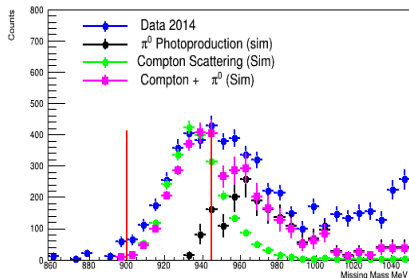 Counts
800
700
600
500
400
300
200
100
0
Data 2014
π⁰ Photoproduction (sim)
Compton Scattering (Sim)
Compton + π⁰ (Sim)
860 880 900 920 940 960 980 1000 1020 1040
Missing Mass MeV